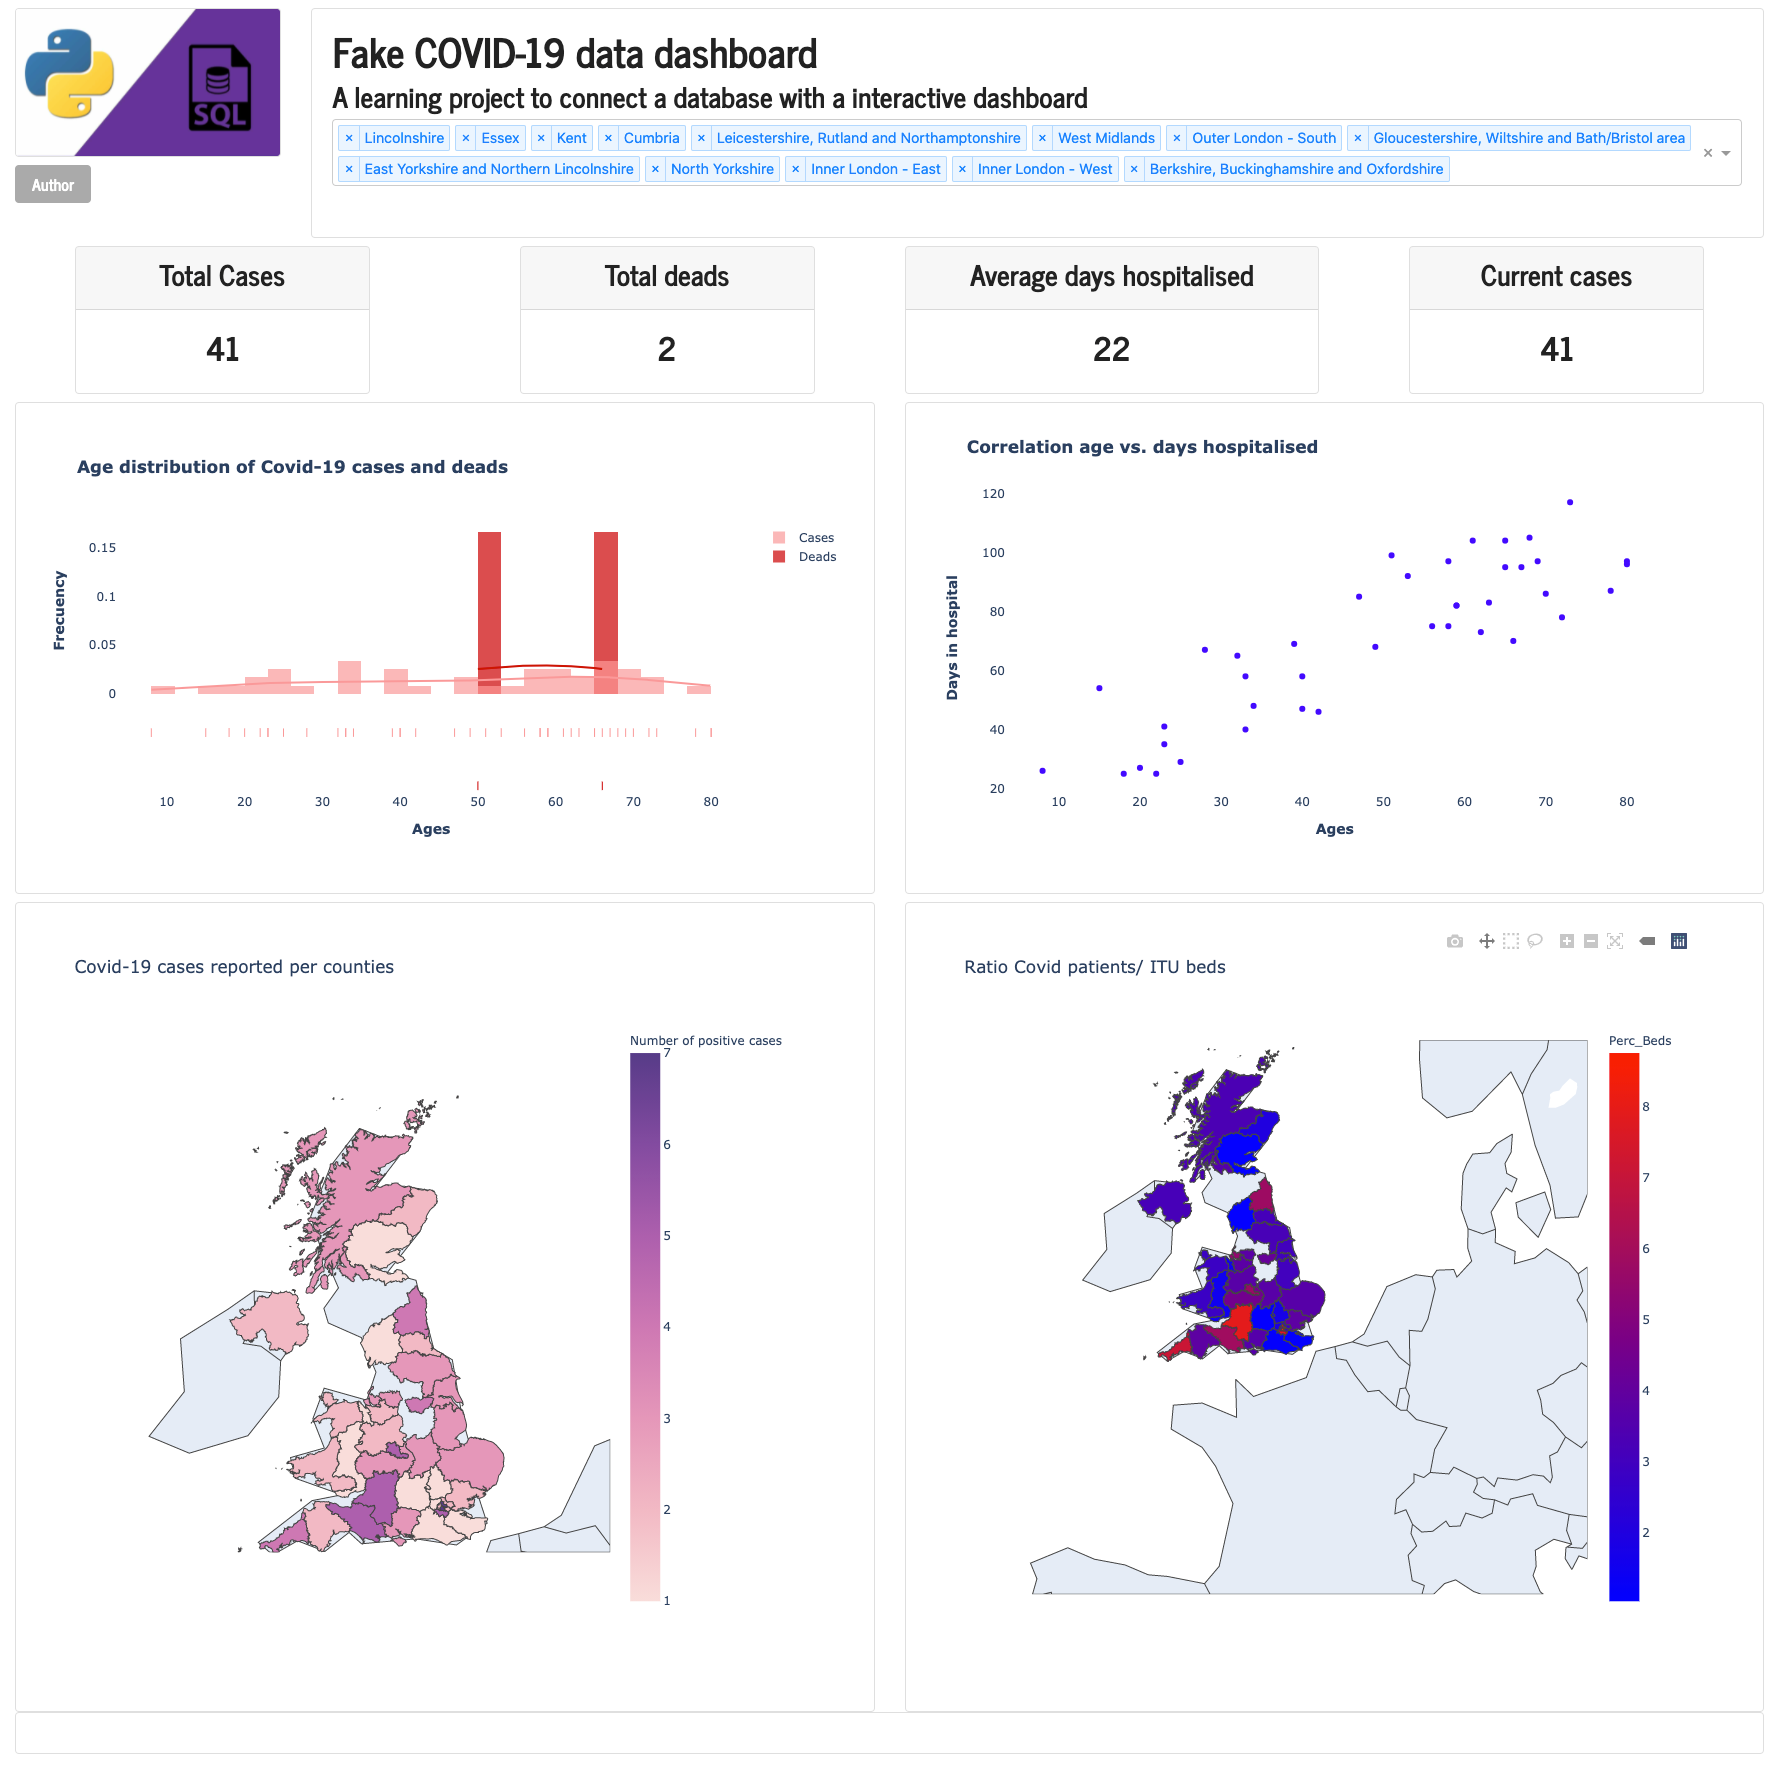 SQL
Author
Fake COVID-19 data dashboard
A learning project to connect a database with a interactive dashboard
× Lincolnshire × Essex × Kent × Cumbria × Leicestershire, Rutland and Northamptonshire × West Midlands × Outer London - South × Gloucestershire, Wiltshire and Bath/Bristol area
× East Yorkshire and Northern Lincolnshire × North Yorkshire × Inner London - East × Inner London - West × Berkshire, Buckinghamshire and Oxfordshire
×
Total Cases
41
Total deads
2
Average days hospitalised
22
Current cases
41
Age distribution of Covid-19 cases and deads
Cases
Deads
0.15
0.1
0.05
0
Frecuency
10 20 30 40 50 60 70 80
Ages
Correlation age vs. days hospitalised
120
100
80
60
40
20
Days in hospital
10 20 30 40 50 60 70 80
Ages
Covid-19 cases reported per counties
Number of positive cases
7
6
5
4
3
2
1
Ratio Covid patients/ ITU beds
Perc_Beds
8
7
6
5
4
3
2